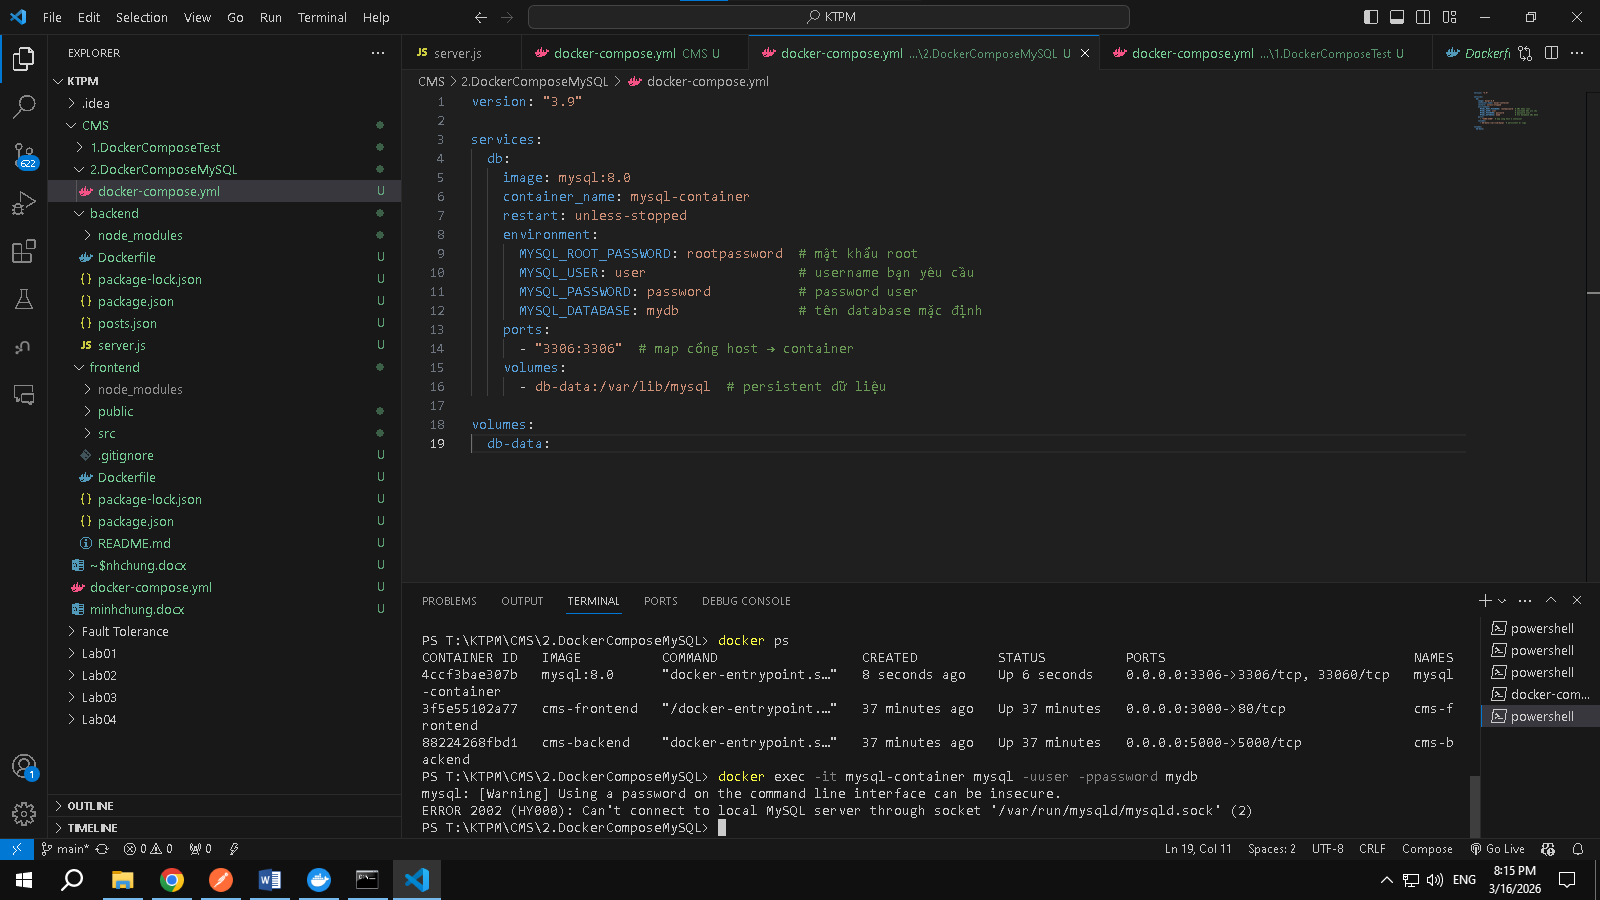 File Edit Selection View Go Run Terminal Help
KTPM
EXPLORER
KTPM
.idea
CMS
1.DockerComposeTest
2.DockerComposeMySQL
docker-compose.yml U
backend
node_modules
Dockerfile U
package-lock.json U
package.json U
posts.json U
server.js U
frontend
node_modules
public
src
.gitignore U
Dockerfile U
package-lock.json U
package.json U
README.md U
~$nhchung.docx U
docker-compose.yml U
minhchung.docx U
Fault Tolerance
Lab01
Lab02
Lab03
Lab04
OUTLINE
TIMELINE
622
1
server.js
docker-compose.yml CMS U
docker-compose.yml ...\2.DockerComposeMySQL U
docker-compose.yml ...\1.DockerComposeTest U
CMS > 2.DockerComposeMySQL > docker-compose.yml
1 version: "3.9"
2
3 services:
4 db:
5 image: mysql:8.0
6 container_name: mysql-container
7 restart: unless-stopped
8 environment:
9 MYSQL_ROOT_PASSWORD: rootpassword # mật khẩu root
10 MYSQL_USER: user # username bạn yêu cầu
11 MYSQL_PASSWORD: password # password user
12 MYSQL_DATABASE: mydb # tên database mặc định
13 ports:
14 - "3306:3306" # map cổng host → container
15 volumes:
16 - db-data:/var/lib/mysql # persistent dữ liệu
17
18 volumes:
19 db-data:
PROBLEMS OUTPUT TERMINAL PORTS DEBUG CONSOLE
PS T:\KTPM\CMS\2.DockerComposeMySQL> docker ps
CONTAINER ID IMAGE COMMAND CREATED STATUS PORTS NAMES
4ccf3bae307b mysql:8.0 "docker-entrypoint.s…" 8 seconds ago Up 6 seconds 0.0.0.0:3306->3306/tcp, 33060/tcp mysql
-container
3f5e55102a77 cms-frontend "/docker-entrypoint.…" 37 minutes ago Up 37 minutes 0.0.0.0:3000->80/tcp cms-f
rontend
88224268fbd1 cms-backend "docker-entrypoint.s…" 37 minutes ago Up 37 minutes 0.0.0.0:5000->5000/tcp cms-b
ackend
PS T:\KTPM\CMS\2.DockerComposeMySQL> docker exec -it mysql-container mysql -uuser -ppassword mydb
mysql: [Warning] Using a password on the command line interface can be insecure.
ERROR 2002 (HY000): Can't connect to local MySQL server through socket '/var/run/mysqld/mysqld.sock' (2)
PS T:\KTPM\CMS\2.DockerComposeMySQL>
powershell
powershell
powershell
docker-com...
powershell
main* 0 0 0 Ln 19, Col 11 Spaces: 2 UTF-8 CRLF Compose Go Live
ENG
8:15 PM
3/16/2026